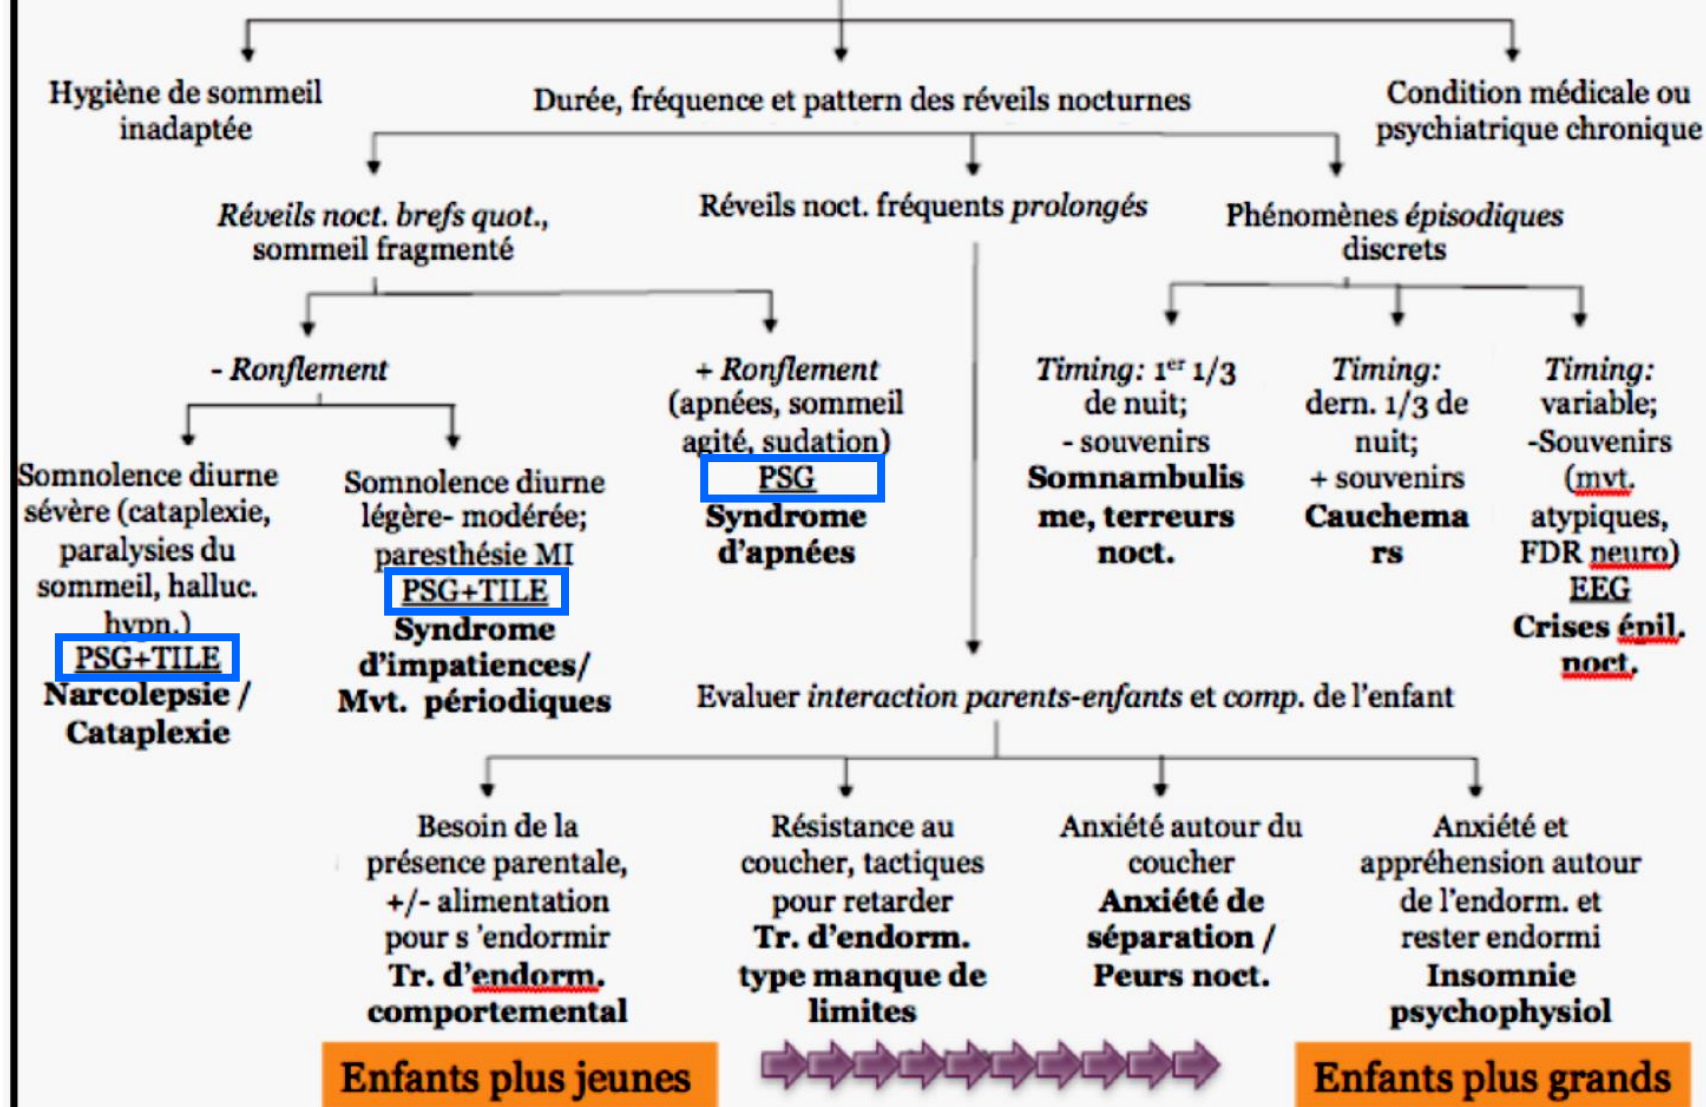 Hygiène de sommeil
inadaptée
Durée, fréquence et pattern des réveils nocturnes
Condition médicale ou
psychiatrique chronique
Réveils noct. brefs quot.,
sommeil fragmenté
Réveils noct. fréquents prolongés
Phénomènes épisodiques
discrets
- Ronflement
+ Ronflement
(apnées, sommeil
agité, sudation)
PSG
Syndrome
d'apnées
Timing: 1er 1/3
de nuit;
- souvenirs
Somnambulis
me, terreurs
noct.
Timing:
dern. 1/3 de
nuit;
+ souvenirs
Cauchema
rs
Timing:
variable;
-Souvenirs
(mvt.
atypiques,
FDR neuro)
EEG
Crises épil.
noct.
Somnolence diurne
sévère (cataplexie,
paralysies du
sommeil, halluc.
hypn.)
PSG+TILE
Narcolepsie /
Cataplexie
Somnolence diurne
légère- modérée;
paresthésie MI
PSG+TILE
Syndrome
d'impatiences/
Mvt. périodiques
Evaluer interaction parents-enfants et comp. de l'enfant
Besoin de la
présence parentale,
+/- alimentation
pour s 'endormir
Tr. d'endorm.
comportemental
Résistance au
coucher, tactiques
pour retarder
Tr. d'endorm.
type manque de
limites
Anxiété autour du
coucher
Anxiété de
séparation /
Peurs noct.
Anxiété et
appréhension autour
de l'endorm. et
rester endormi
Insomnie
psychophysiol
Enfants plus jeunes
Enfants plus grands